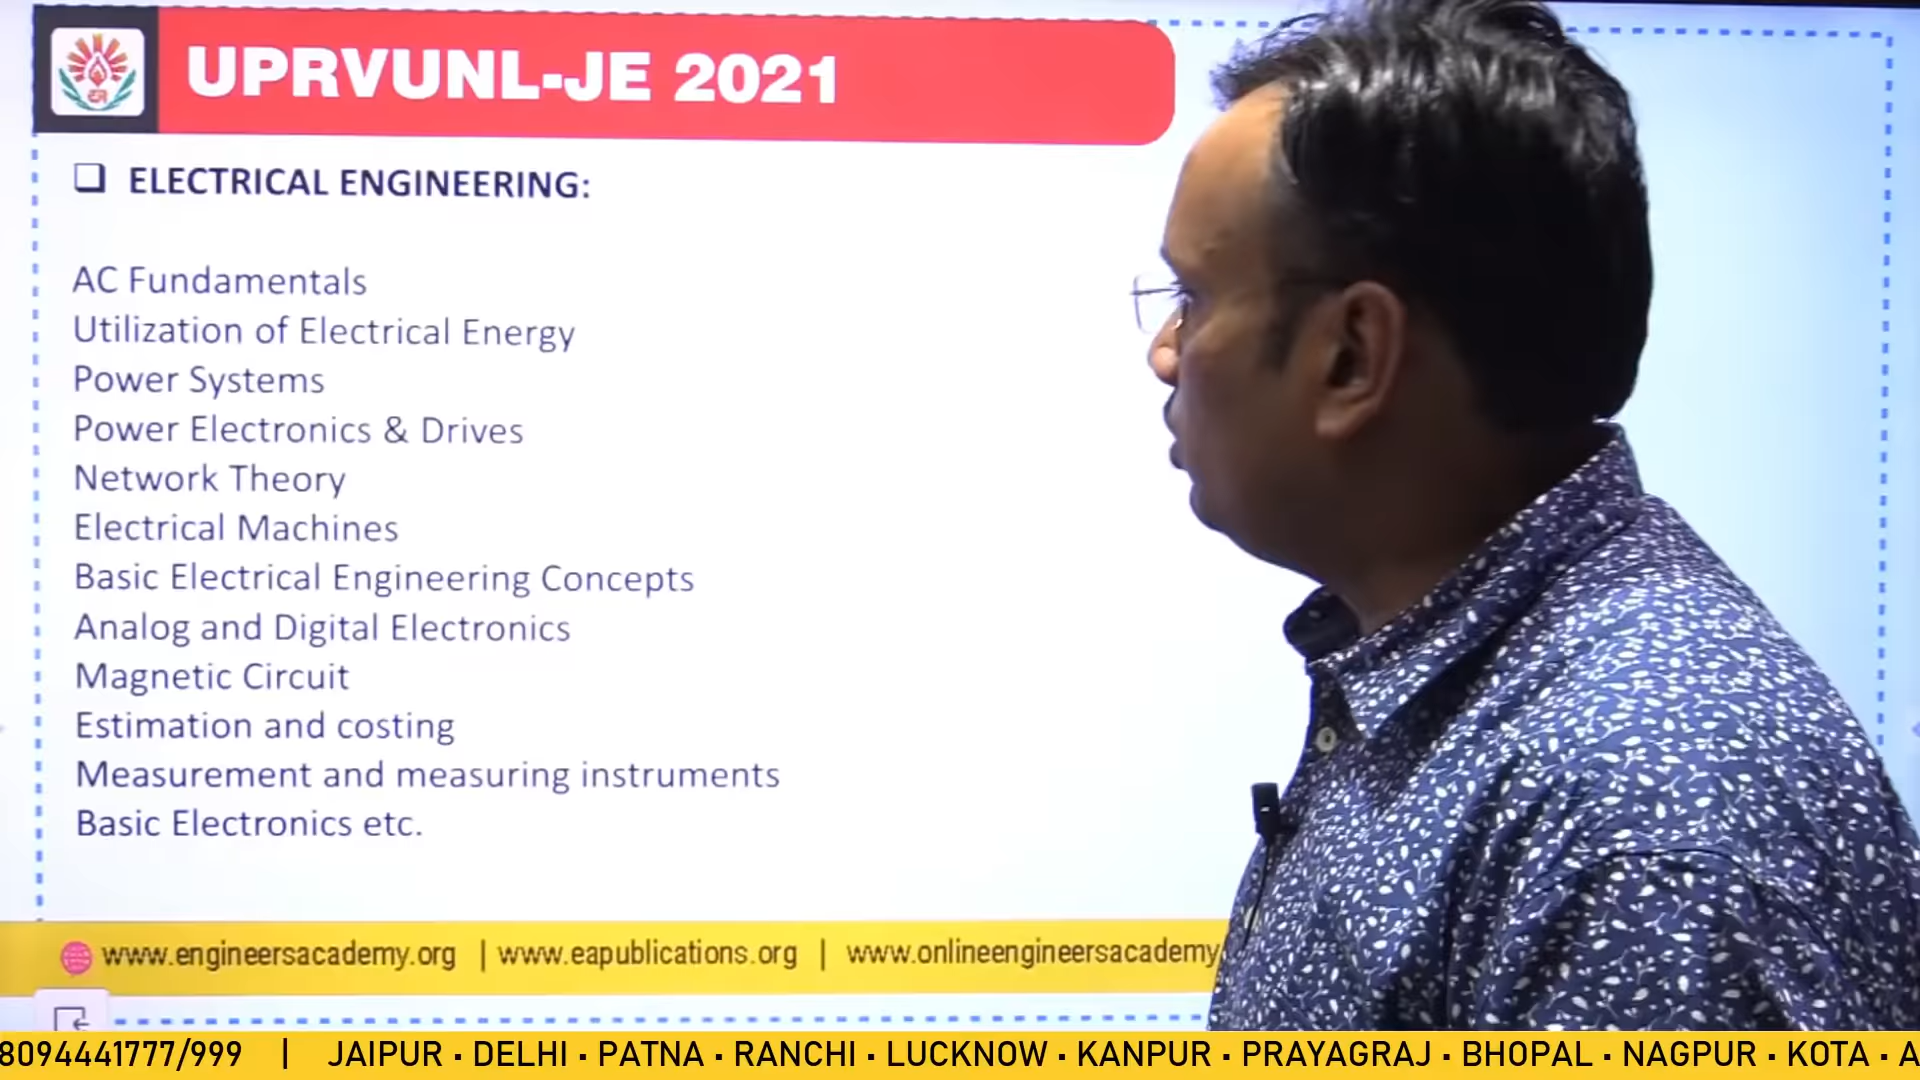 UPRVUNL-JE 2021
ELECTRICAL ENGINEERING:
AC Fundamentals
Utilization of Electrical Energy
Power Systems
Power Electronics & Drives
Network Theory
Electrical Machines
Basic Electrical Engineering Concepts
Analog and Digital Electronics
Magnetic Circuit
Estimation and costing
Measurement and measuring instruments
Basic Electronics etc.
www.engineersacademy.org | www.eapublications.org | www.onlineengineersacademy
8094441777/999 | JAIPUR · DELHI · PATNA · RANCHI · LUCKNOW · KANPUR · PRAYAGRAJ · BHOPAL · NAGPUR · KOTA · A